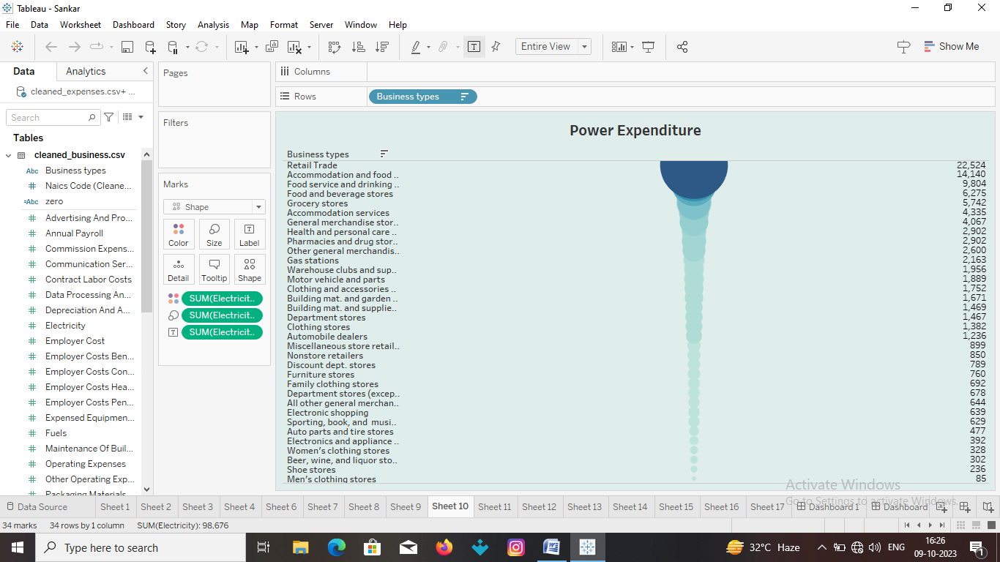 Tableau - Sankar
File Data Worksheet Dashboard Story Analysis Map Format Server Window Help
Entire View
Show Me
Data Analytics
cleaned_expenses.csv+ ...
Search
Tables
cleaned_business.csv
Abc Business types
# Naics Code (Cleane...
=Abc zero
# Advertising And Pro...
# Annual Payroll
# Commission Expens...
# Communication Ser...
# Contract Labor Costs
# Data Processing An...
# Depreciation And A...
# Electricity
# Employer Cost
# Employer Costs Ben...
# Employer Costs Con...
# Employer Costs Hea...
# Employer Costs Pen...
# Expensed Equipmen...
# Fuels
# Maintenance Of Buil...
# Operating Expenses
# Other Operating Exp...
# Packaging Materials
Pages
Filters
Marks
Shape
Color Size Label
Detail Tooltip Shape
SUM(Electricit..
SUM(Electricit..
SUM(Electricit..
Columns
Rows Business types
Power Expenditure
Business types
Retail Trade 22,524
Accommodation and food .. 14,140
Food service and drinking .. 9,804
Food and beverage stores 6,275
Grocery stores 5,742
Accommodation services 4,335
General merchandise stor.. 4,067
Health and personal care .. 2,902
Pharmacies and drug stor.. 2,902
Other general merchandis.. 2,600
Gas stations 2,163
Warehouse clubs and sup.. 1,956
Motor vehicle and parts 1,889
Clothing and accessories .. 1,752
Building mat. and garden .. 1,671
Building mat. and supplie.. 1,469
Department stores 1,467
Clothing stores 1,382
Automobile dealers 1,236
Miscellaneous store retail.. 899
Nonstore retailers 850
Discount dept. stores 789
Furniture stores 760
Family clothing stores 692
Department stores (excep.. 678
All other general merchan.. 644
Electronic shopping 639
Sporting, book, and musi.. 629
Auto parts and tire stores 477
Electronics and appliance .. 392
Women's clothing stores 328
Beer, wine, and liquor sto.. 302
Shoe stores 236
Men's clothing stores 85
Activate Windows
Go to Settings to activate Windows.
Data Source Sheet 1 Sheet 2 Sheet 3 Sheet 4 Sheet 6 Sheet 7 Sheet 8 Sheet 9 Sheet 10 Sheet 11 Sheet 12 Sheet 13 Sheet 14 Sheet 15 Sheet 16 Sheet 17 Dashboard 1 Dashboard
34 marks 34 rows by 1 column SUM(Electricity): 98,676
Type here to search
32°C Haze
ENG
16:26
09-10-2023
1